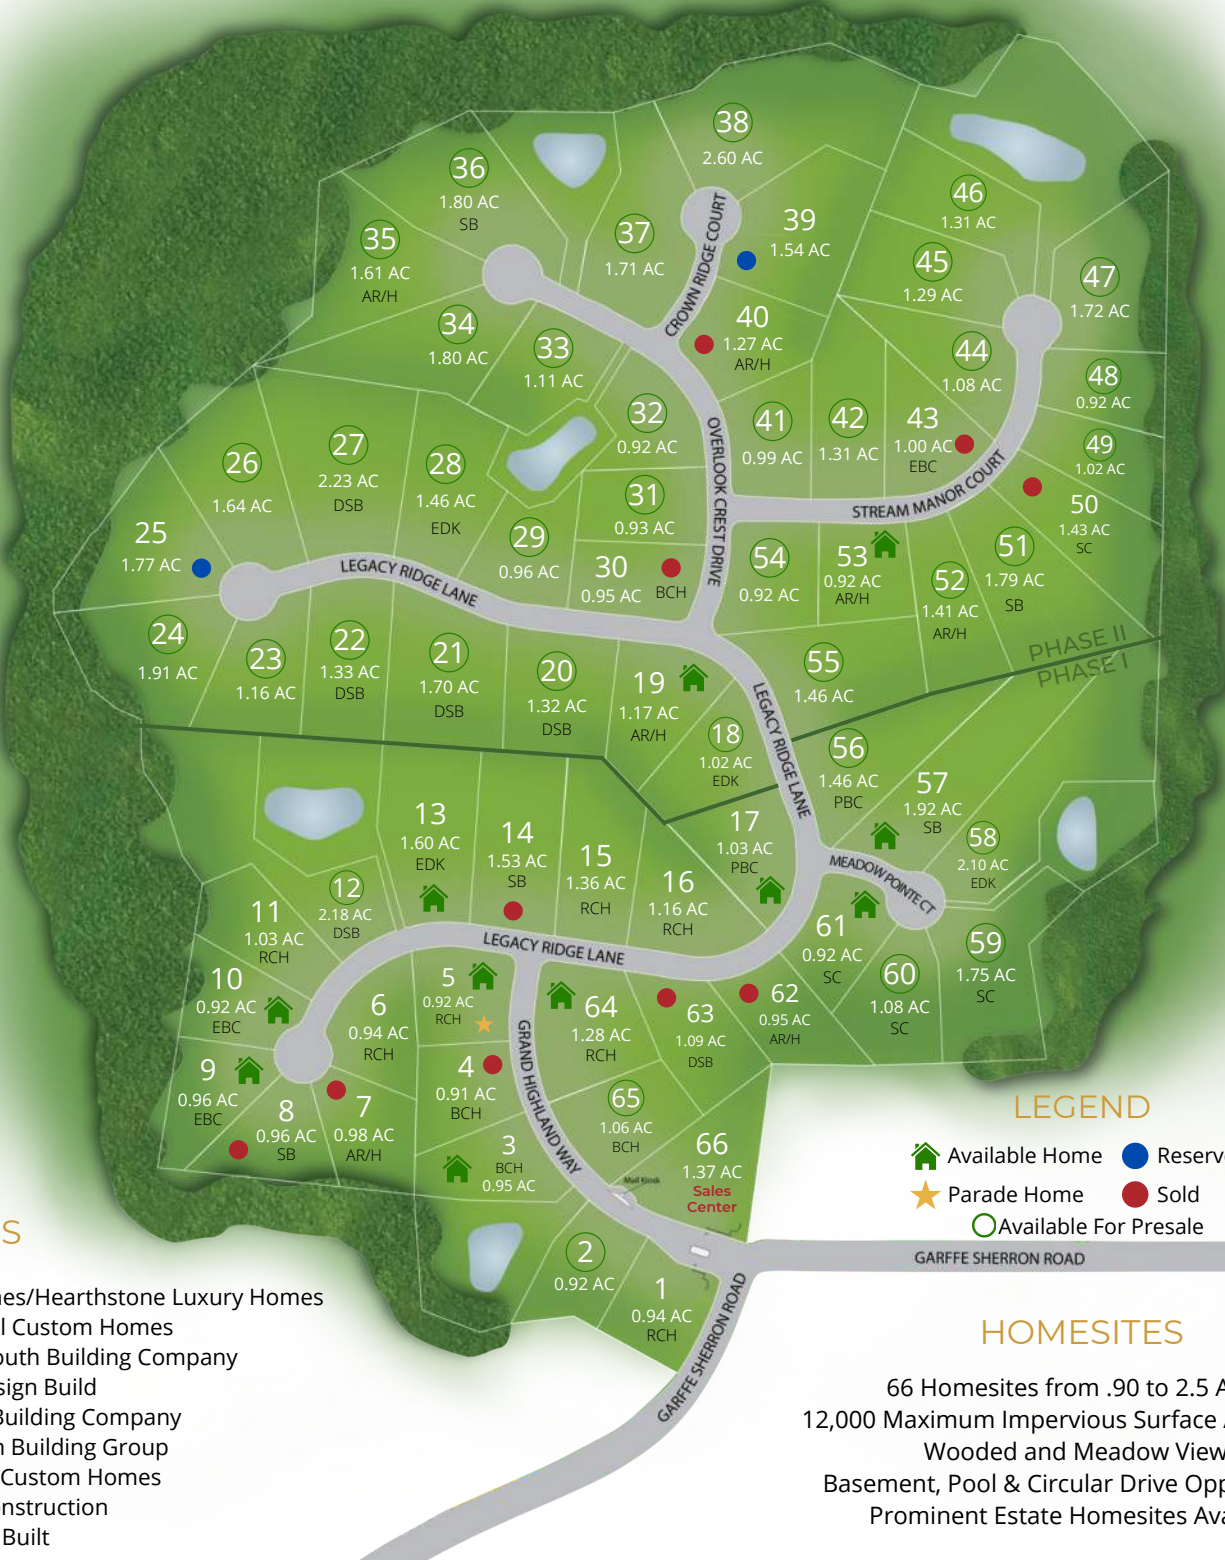 38
2.60 AC
36
1.80 AC
SB
46
1.31 AC
39
1.54 AC
37
1.71 AC
35
1.61 AC
AR/H
CROWN RIDGE COURT
45
1.29 AC
47
1.72 AC
34
1.80 AC
33
1.11 AC
40
1.27 AC
AR/H
44
1.08 AC
48
0.92 AC
32
0.92 AC
41
0.99 AC
42
1.31 AC
43
1.00 AC
EBC
49
1.02 AC
OVERLOOK CREST DRIVE
STREAM MANOR COURT
26
1.64 AC
27
2.23 AC
DSB
28
1.46 AC
EDK
31
0.93 AC
50
1.43 AC
SC
25
1.77 AC
29
0.96 AC
30
0.95 AC
BCH
54
0.92 AC
53
0.92 AC
AR/H
52
1.41 AC
AR/H
51
1.79 AC
SB
LEGACY RIDGE LANE
24
1.91 AC
23
1.16 AC
22
1.33 AC
DSB
21
1.70 AC
DSB
20
1.32 AC
DSB
19
1.17 AC
AR/H
55
1.46 AC
PHASE II
PHASE I
18
1.02 AC
EDK
LEGACY RIDGE LANE
56
1.46 AC
PBC
57
1.92 AC
SB
58
2.10 AC
EDK
13
1.60 AC
EDK
14
1.53 AC
SB
15
1.36 AC
RCH
16
1.16 AC
RCH
17
1.03 AC
PBC
MEADOW POINTE CT
12
2.18 AC
DSB
11
1.03 AC
RCH
LEGACY RIDGE LANE
61
0.92 AC
SC
59
1.75 AC
SC
60
1.08 AC
SC
10
0.92 AC
EBC
6
0.94 AC
RCH
5
0.92 AC
RCH
64
1.28 AC
RCH
63
1.09 AC
DSB
62
0.95 AC
AR/H
GRAND HIGHLAND WAY
9
0.96 AC
EBC
8
0.96 AC
SB
7
0.98 AC
AR/H
4
0.91 AC
BCH
65
1.06 AC
BCH
3
BCH
0.95 AC
66
1.37 AC
Sales
Center
Mail Kiosk
2
0.92 AC
1
0.94 AC
RCH
GARFFE SHERRON ROAD
GARFFE SHERRON ROAD
LEGEND
Available Home
Reserv
Parade Home
Sold
Available For Presale
S
nes/Hearthstone Luxury Homes
l Custom Homes
outh Building Company
sign Build
Building Company
n Building Group
Custom Homes
onstruction
Built
HOMESITES
66 Homesites from .90 to 2.5 A
12,000 Maximum Impervious Surface
Wooded and Meadow View
Basement, Pool & Circular Drive Opp
Prominent Estate Homesites Ava